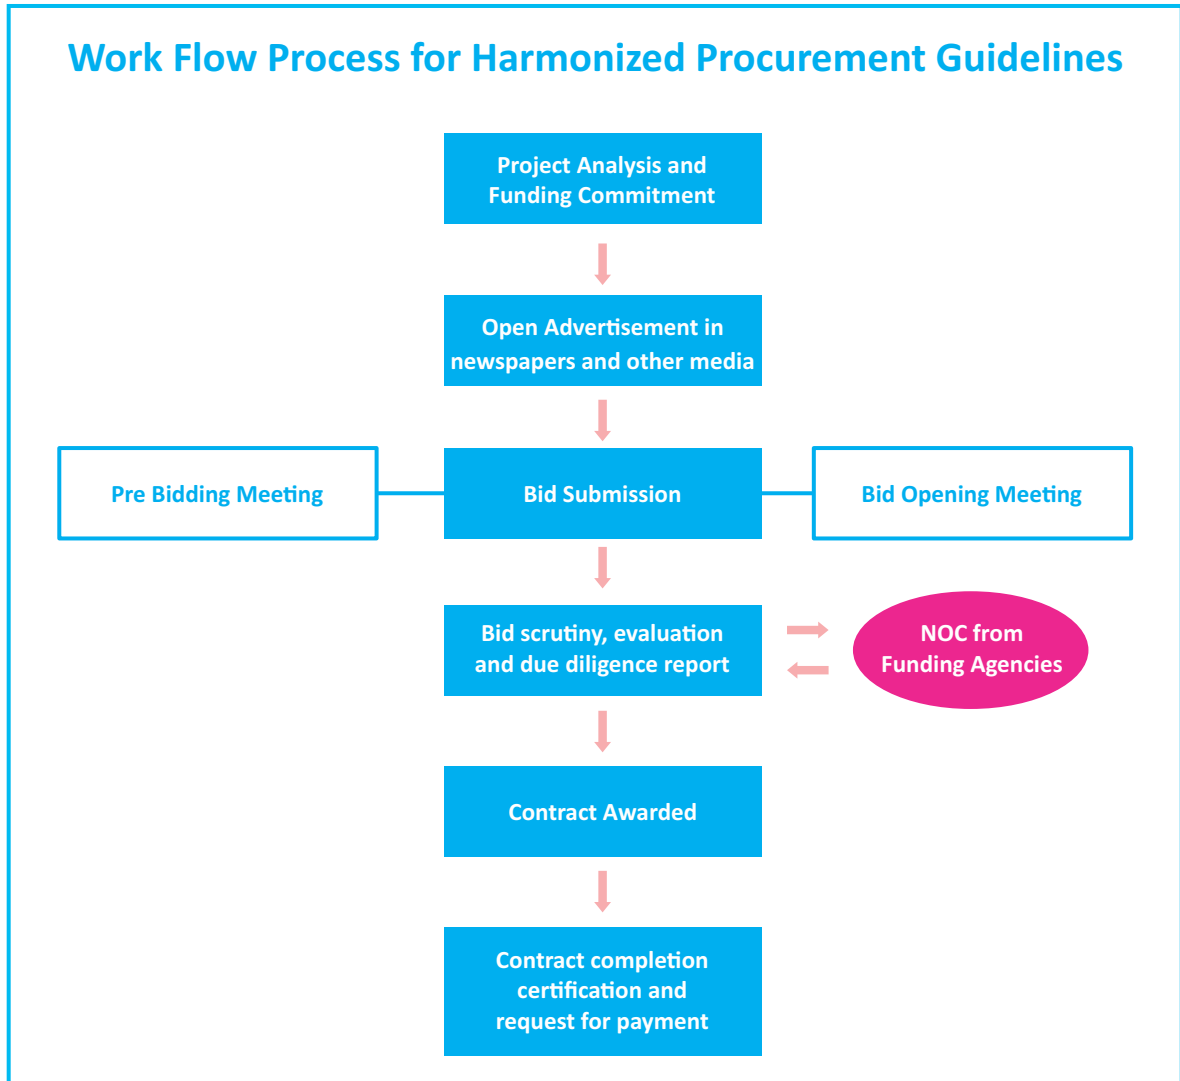 Work Flow Process for Harmonized Procurement Guidelines
Project Analysis and
Funding Commitment
Open Advertisement in
newspapers and other media
Pre Bidding Meeting
Bid Submission
Bid Opening Meeting
Bid scrutiny, evaluation
and due diligence report
NOC from
Funding Agencies
Contract Awarded
Contract completion
certification and
request for payment